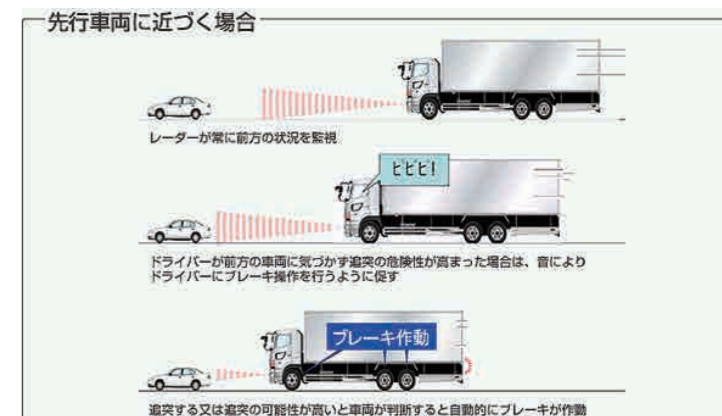 先行車両に近づく場合
レーダーが常に前方の状況を監視
ピピピ!
ドライバーが前方の車両に気づかず追突の危険性が高まった場合は、音により
ドライバーにブレーキ操作を行うように促す
ブレーキ作動
追突する又は追突の可能性が高いと車両が判断すると自動的にブレーキが作動